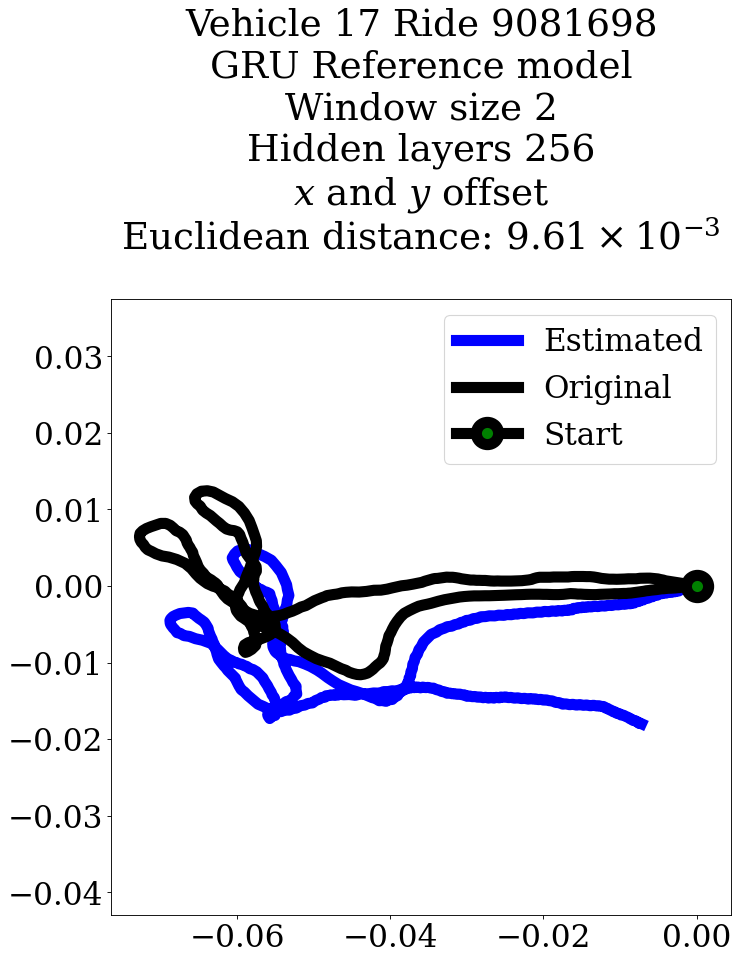 Vehicle 17 Ride 9081698
GRU Reference model
Window size 2
Hidden layers 256
x and y offset
Euclidean distance: 9.61 × 10⁻³
Estimated
Original
Start
0.03
0.02
0.01
0.00
−0.01
−0.02
−0.03
−0.04
−0.06 −0.04 −0.02 0.00